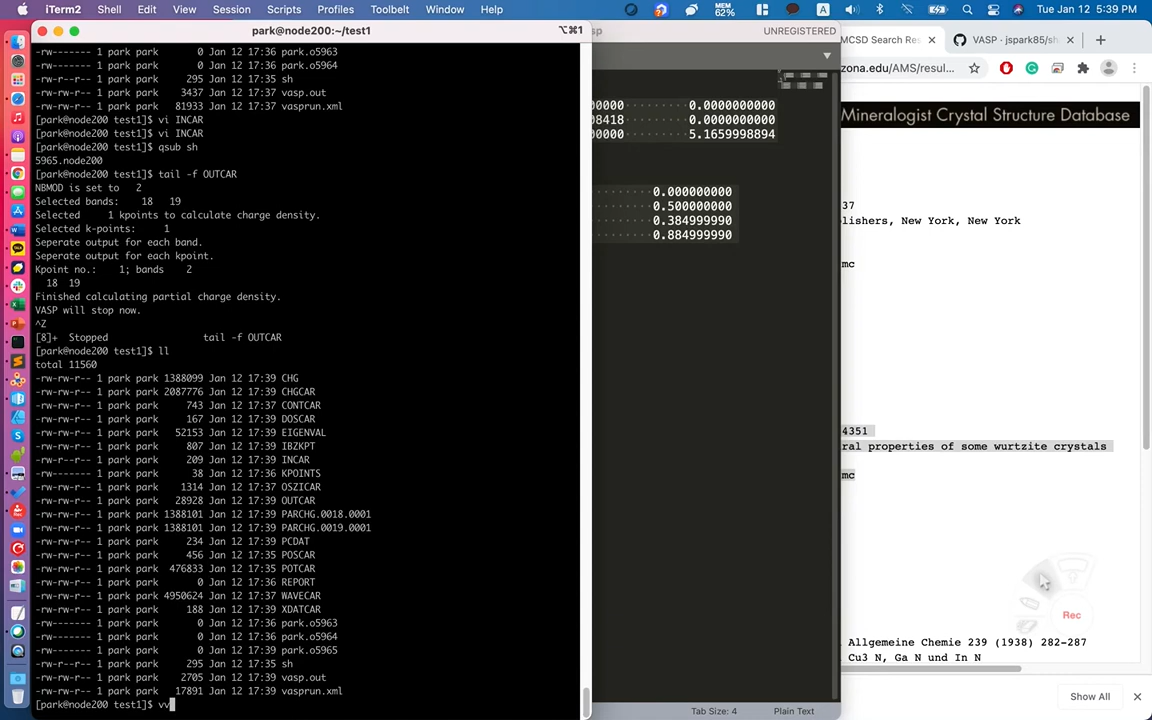 iTerm2 Shell Edit View Session Scripts Profiles Toolbelt Window Help MEM 62% A Tue Jan 12 5:39 PM
park@node200:~/test1 ⌥⌘1
-rw------- 1 park park 0 Jan 12 17:36 park.o5963
-rw------- 1 park park 0 Jan 12 17:36 park.o5964
-rw-r--r-- 1 park park 295 Jan 12 17:35 sh
-rw-rw-r-- 1 park park 3437 Jan 12 17:37 vasp.out
-rw-rw-r-- 1 park park 81933 Jan 12 17:37 vasprun.xml
[park@node200 test1]$ vi INCAR
[park@node200 test1]$ vi INCAR
[park@node200 test1]$ qsub sh
5965.node200
[park@node200 test1]$ tail -f OUTCAR
NBMOD is set to 2
Selected bands: 18 19
Selected 1 kpoints to calculate charge density.
Selected k-points: 1
Seperate output for each band.
Seperate output for each kpoint.
Kpoint no.: 1; bands 2
18 19
Finished calculating partial charge density.
VASP will stop now.
^Z
[8]+ Stopped tail -f OUTCAR
[park@node200 test1]$ ll
total 11560
-rw-rw-r-- 1 park park 1388099 Jan 12 17:39 CHG
-rw-rw-r-- 1 park park 2087776 Jan 12 17:39 CHGCAR
-rw-rw-r-- 1 park park 743 Jan 12 17:37 CONTCAR
-rw-rw-r-- 1 park park 167 Jan 12 17:39 DOSCAR
-rw-rw-r-- 1 park park 52153 Jan 12 17:39 EIGENVAL
-rw-rw-r-- 1 park park 807 Jan 12 17:39 IBZKPT
-rw-r--r-- 1 park park 209 Jan 12 17:39 INCAR
-rw------- 1 park park 38 Jan 12 17:36 KPOINTS
-rw-rw-r-- 1 park park 1314 Jan 12 17:37 OSZICAR
-rw-rw-r-- 1 park park 28928 Jan 12 17:39 OUTCAR
-rw-rw-r-- 1 park park 1388101 Jan 12 17:39 PARCHG.0018.0001
-rw-rw-r-- 1 park park 1388101 Jan 12 17:39 PARCHG.0019.0001
-rw-rw-r-- 1 park park 234 Jan 12 17:39 PCDAT
-rw-rw-r-- 1 park park 456 Jan 12 17:35 POSCAR
-rw-rw-r-- 1 park park 476833 Jan 12 17:35 POTCAR
-rw-rw-r-- 1 park park 0 Jan 12 17:36 REPORT
-rw-rw-r-- 1 park park 4950624 Jan 12 17:37 WAVECAR
-rw-rw-r-- 1 park park 188 Jan 12 17:39 XDATCAR
-rw------- 1 park park 0 Jan 12 17:36 park.o5963
-rw------- 1 park park 0 Jan 12 17:36 park.o5964
-rw------- 1 park park 0 Jan 12 17:39 park.o5965
-rw-r--r-- 1 park park 295 Jan 12 17:35 sh
-rw-rw-r-- 1 park park 2705 Jan 12 17:39 vasp.out
-rw-rw-r-- 1 park park 17891 Jan 12 17:39 vasprun.xml
[park@node200 test1]$ vv
sp UNREGISTERED
00000 0.0000000000
08418 0.0000000000
00000 5.1659998894
0.000000000
0.500000000
0.384999990
0.884999990
Tab Size: 4 Plain Text
MCSD Search Res VASP - jspark85/sh
zona.edu/AMS/resul...
Mineralogist Crystal Structure Database
37
blishers, New York, New York
mc
4351
ral properties of some wurtzite crystals
mc
Rec
Allgemeine Chemie 239 (1938) 282-287
Cu3 N, Ga N und In N
Show All